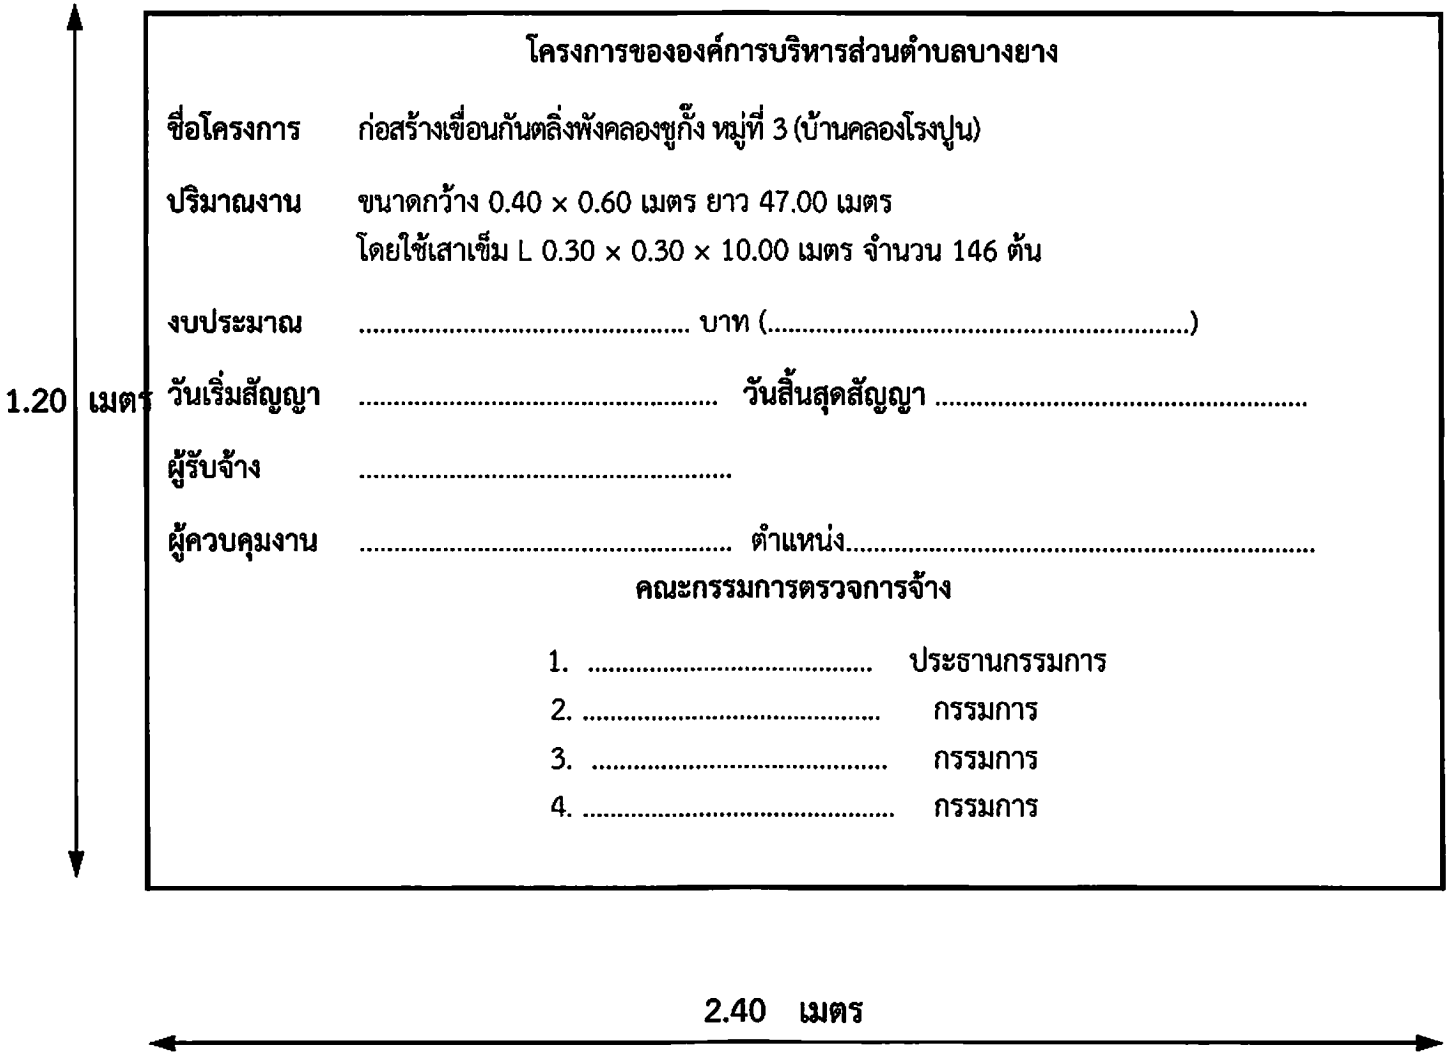 โครงการขององค์การบริหารส่วนตำบลบางยาง
ชื่อโครงการ ก่อสร้างเขื่อนกันตลิ่งพังคลองชูกั๊ง หมู่ที่ 3 (บ้านคลองโรงปูน)
ปริมาณงาน ขนาดกว้าง 0.40 × 0.60 เมตร ยาว 47.00 เมตร
โดยใช้เสาเข็ม L 0.30 × 0.30 × 10.00 เมตร จำนวน 146 ต้น
งบประมาณ ................................................ บาท (.............................................................)
1.20 เมตร
วันเริ่มสัญญา .................................................... วันสิ้นสุดสัญญา ......................................................
ผู้รับจ้าง ......................................................
ผู้ควบคุมงาน ...................................................... ตำแหน่ง....................................................................
คณะกรรมการตรวจการจ้าง
1. ......................................... ประธานกรรมการ
2. ........................................... กรรมการ
3. ........................................... กรรมการ
4. ............................................. กรรมการ
2.40 เมตร